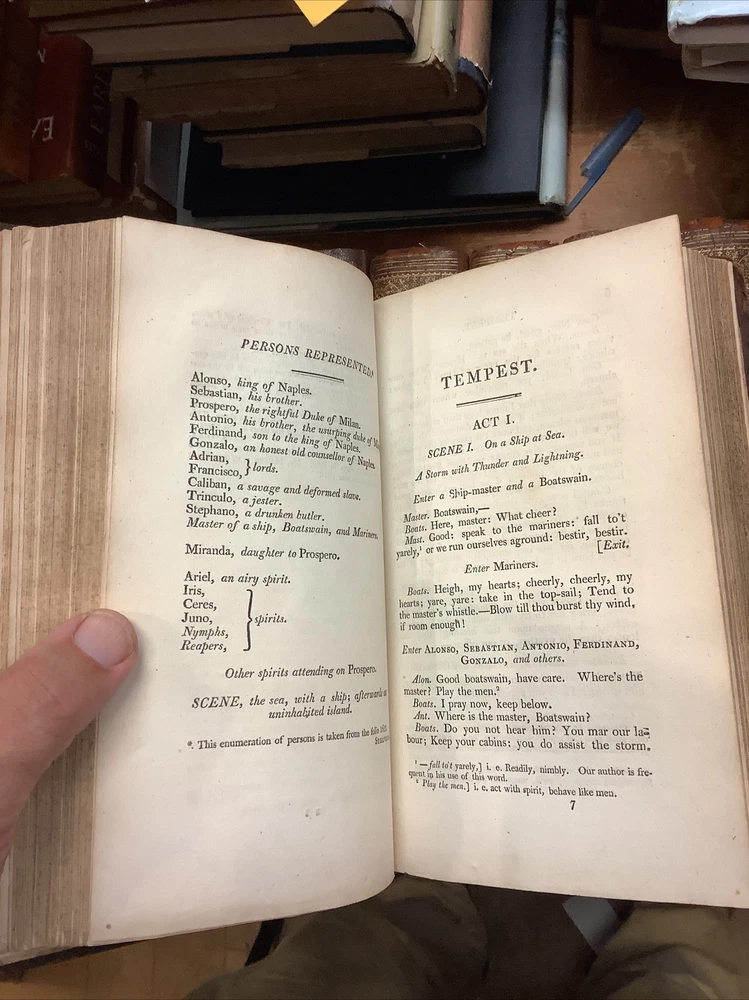 PERSONS REPRESENTED.
Alonso, king of Naples.
Sebastian, his brother.
Prospero, the rightful Duke of Milan.
Antonio, his brother, the usurping duke of
Ferdinand, son to the king of Naples.
Gonzalo, an honest old counsellor of Naples.
Adrian,
Francisco, } lords.
Caliban, a savage and deformed slave.
Trinculo, a jester.
Stephano, a drunken butler.
Master of a ship, Boatswain, and Mariners.
Miranda, daughter to Prospero.
Ariel, an airy spirit.
Iris,
Ceres,
Juno, } spirits.
Nymphs,
Reapers,
Other spirits attending on Prospero.
SCENE, the sea, with a ship; afterwards an
uninhabited island.
*. This enumeration of persons is taken from the folio
TEMPEST.
ACT I.
SCENE I. On a Ship at Sea.
A Storm with Thunder and Lightning.
Enter a Ship-master and a Boatswain.
Master. Boatswain,—
Boats. Here, master: What cheer?
Mast. Good: speak to the mariners: fall to't
yarely,¹ or we run ourselves aground: bestir, bestir.
[Exit.
Enter Mariners.
Boats. Heigh, my hearts; cheerly, cheerly, my
hearts; yare, yare: take in the top-sail; Tend to
the master's whistle.—Blow till thou burst thy wind,
if room enough!
Enter ALONSO, SEBASTIAN, ANTONIO, FERDINAND,
GONZALO, and others.
Alon. Good boatswain, have care. Where's the
master? Play the men.²
Boats. I pray now, keep below.
Ant. Where is the master, Boatswain?
Boats. Do you not hear him? You mar our la-
bour; Keep your cabins: you do assist the storm.
¹ —fall to't yarely,] i. e. Readily, nimbly. Our author is fre-
quent in his use of this word.
² Play the men.] i. e. act with spirit, behave like men.
7